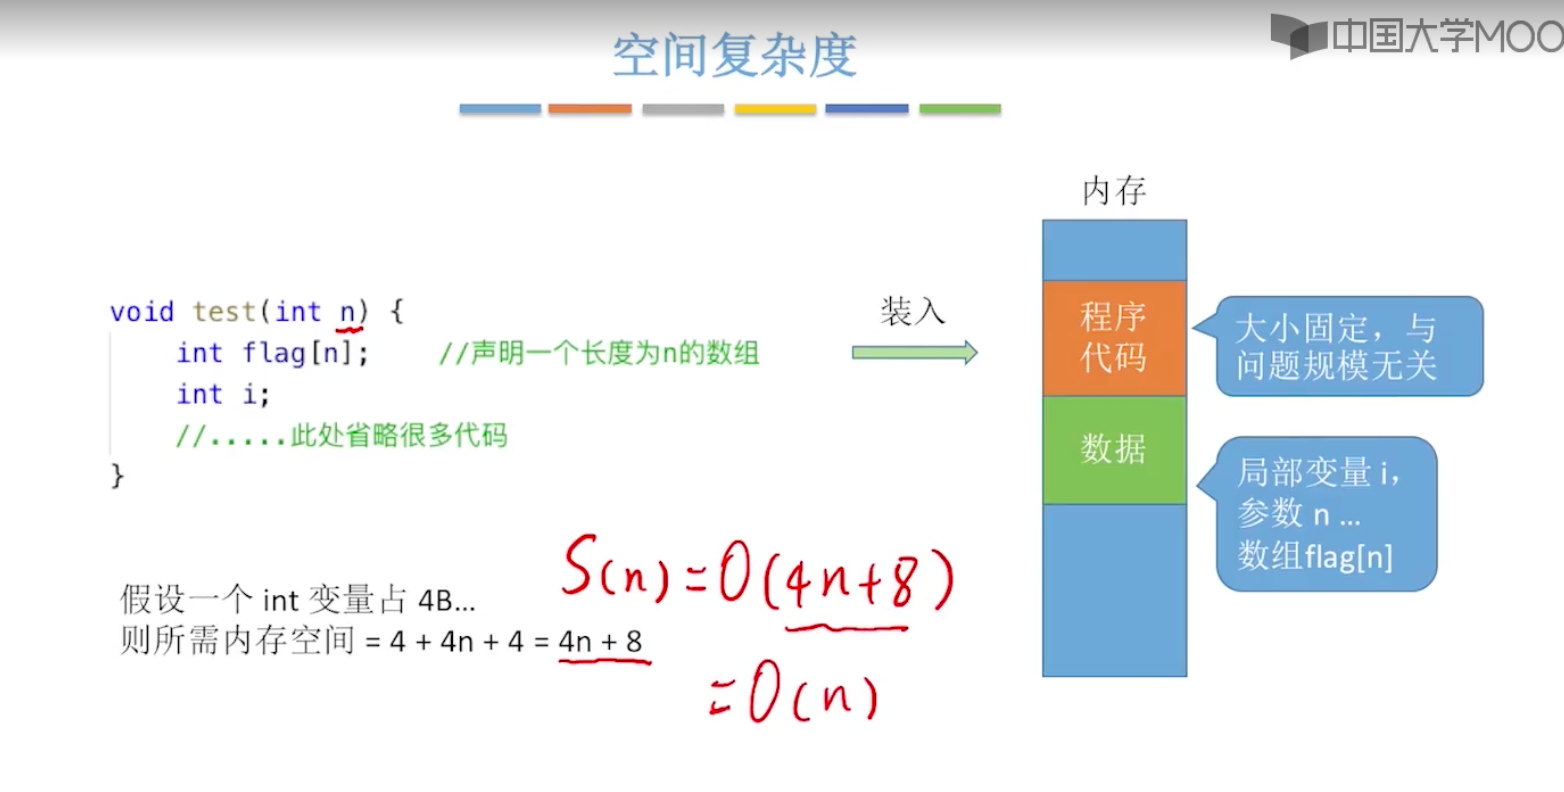 中国大学MOO
空间复杂度
内存
void test(int n) {
int flag[n]; //声明一个长度为n的数组
int i;
//.....此处省略很多代码
}
装入
程序
代码
大小固定，与
问题规模无关
数据
局部变量 i，
参数 n ...
数组flag[n]
假设一个 int 变量占 4B...
则所需内存空间 = 4 + 4n + 4 = 4n + 8
S(n)=O(4n+8)
=O(n)